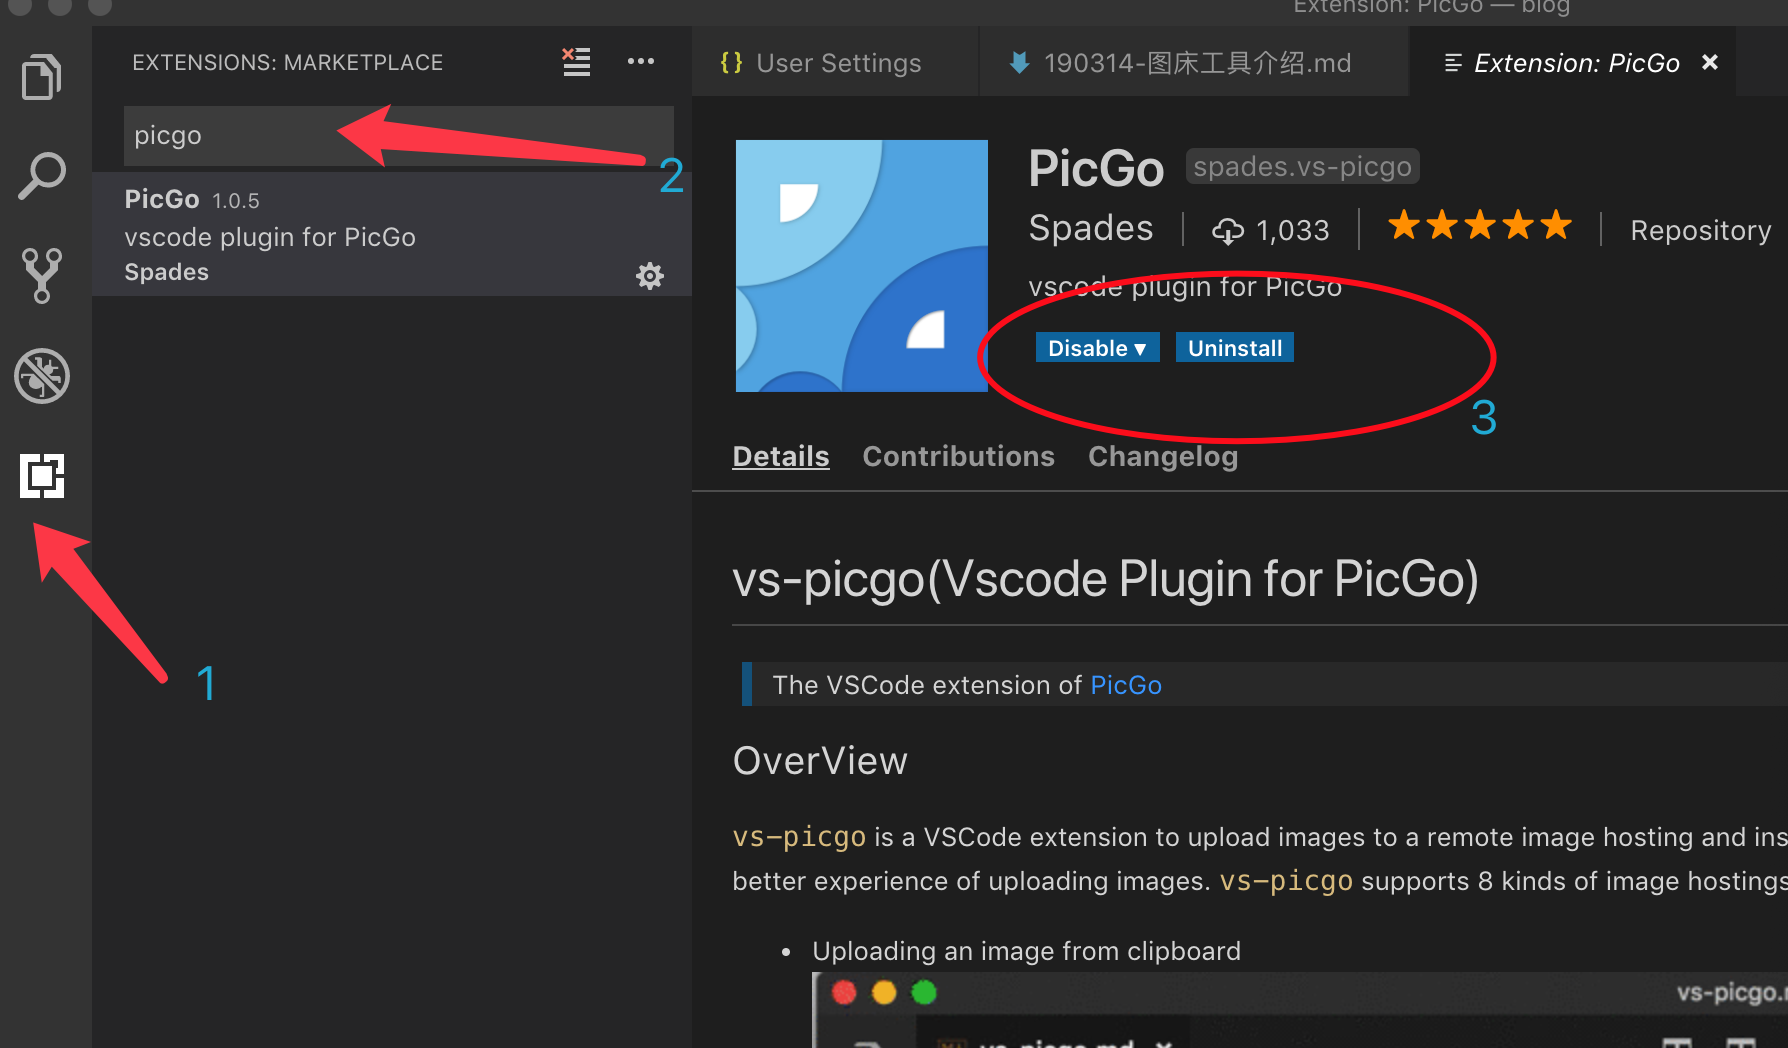 Extension: PicGo — blog
EXTENSIONS: MARKETPLACE
picgo
2
PicGo 1.0.5
vscode plugin for PicGo
Spades
1
{} User Settings
190314-图床工具介绍.md
Extension: PicGo
PicGo spades.vs-picgo
Spades 1,033 Repository
vscode plugin for PicGo
Disable Uninstall
3
Details Contributions Changelog
vs-picgo(Vscode Plugin for PicGo)
The VSCode extension of PicGo
OverView
vs-picgo is a VSCode extension to upload images to a remote image hosting and ins
better experience of uploading images. vs-picgo supports 8 kinds of image hostings
• Uploading an image from clipboard
vs-picgo.
vs-picgo.md